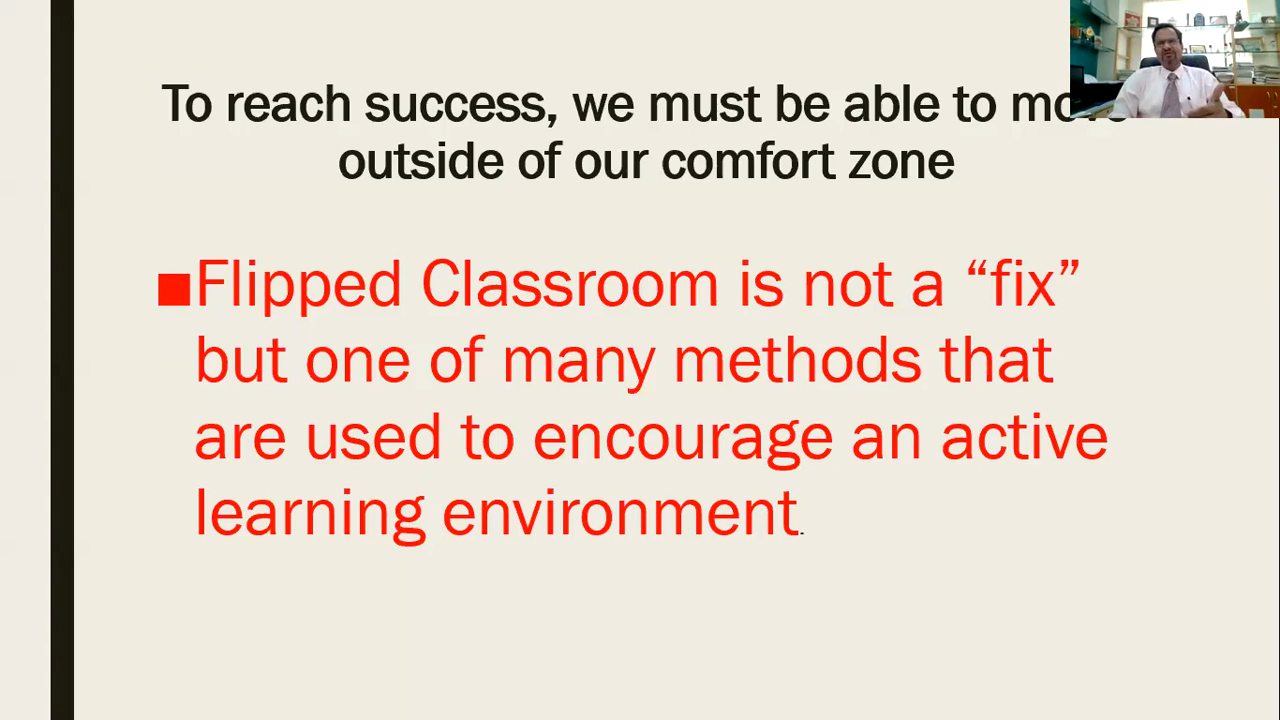 To reach success, we must be able to move
outside of our comfort zone
■Flipped Classroom is not a “fix”
but one of many methods that
are used to encourage an active
learning environment.